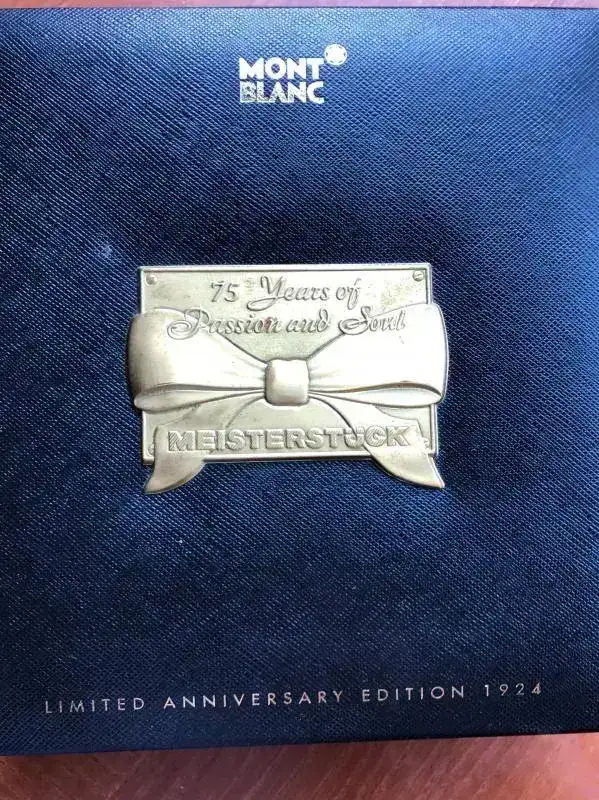 MONT
BLANC
75 Years of
Passion and Soul
MEISTERSTÜCK
LIMITED ANNIVERSARY EDITION 1924